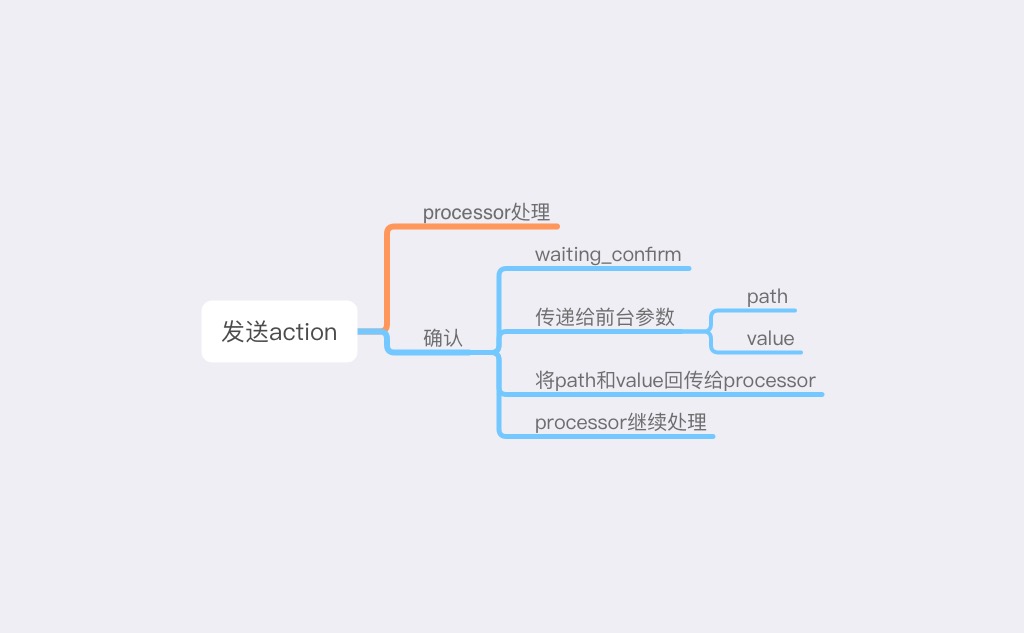 发送action
processor处理
确认
waiting_confirm
传递给前台参数
path
value
将path和value回传给processor
processor继续处理